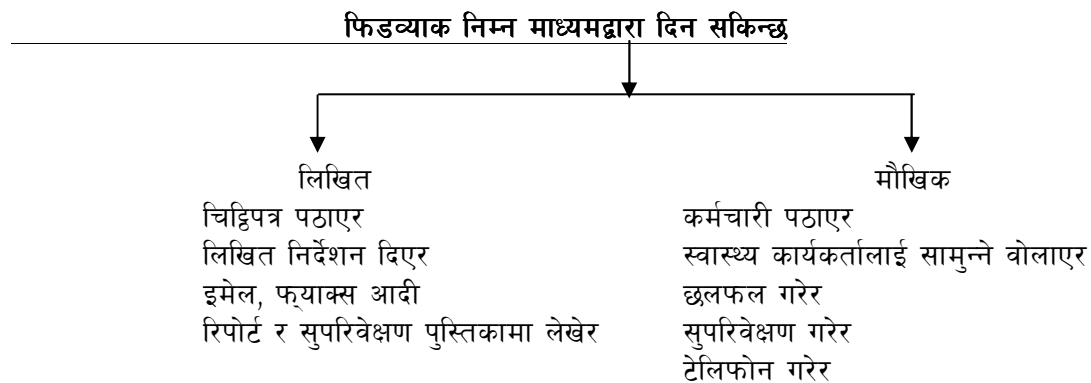 फिडव्याक निम्न माध्यमद्वारा दिन सकिन्छ
लिखित
चिट्ठिपत्र पठाएर
लिखित निर्देशन दिएर
इमेल, फ्याक्स आदी
रिपोर्ट र सुपरिवेक्षण पुस्तिकामा लेखेर
मौखिक
कर्मचारी पठाएर
स्वास्थ्य कार्यकर्तालाई सामुन्ने वोलाएर
छलफल गरेर
सुपरिवेक्षण गरेर
टेलिफोन गरेर